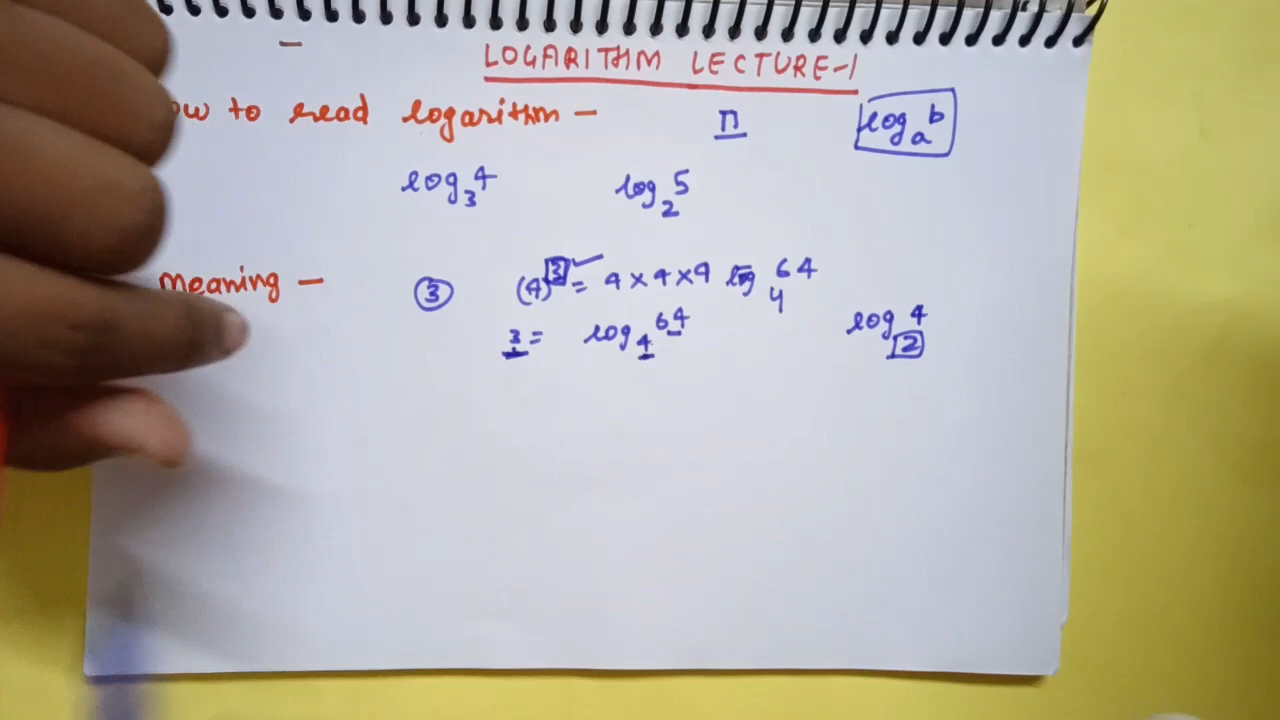 LOGARITHM LECTURE-1
ow to read logarithm - п log_a b
log_3 4 log_2 5
Meaning - ③ (4)^3 = 4×4×4 log_4 64
3 = log_4 64 log_2 4